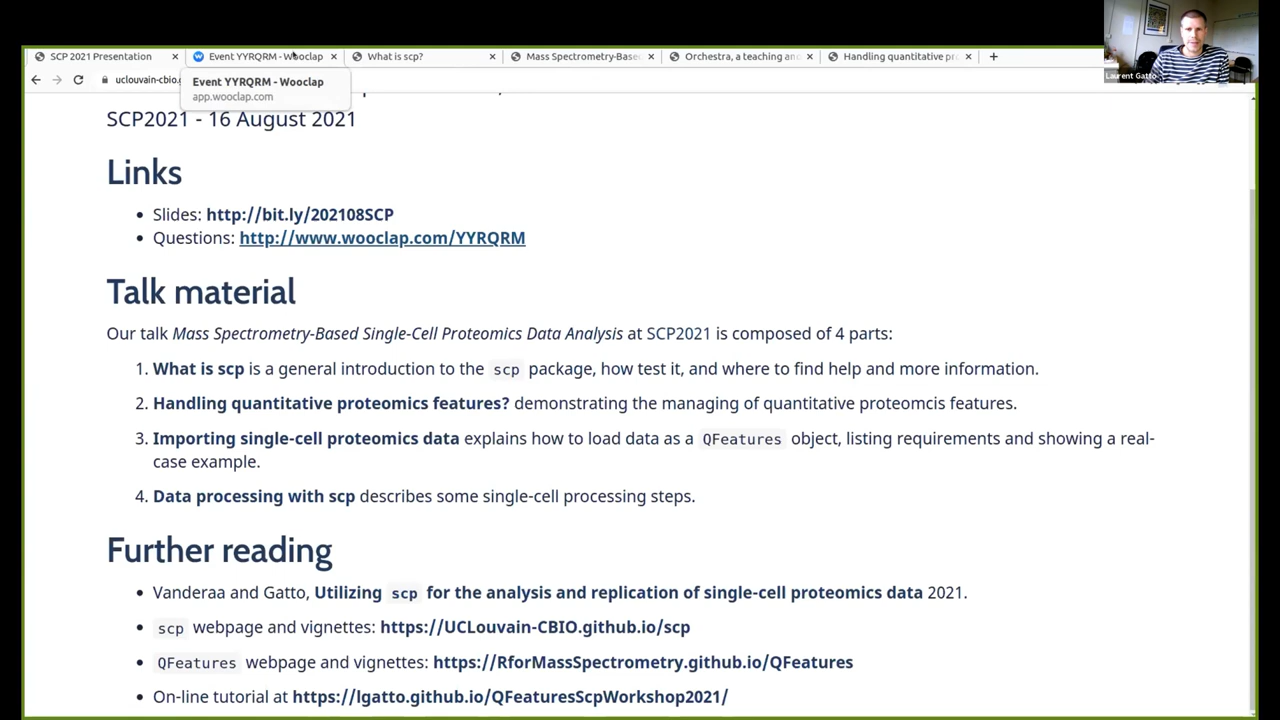 SCP 2021 Presentation
Event YYRQRM - Wooclap
What is scp?
Mass Spectrometry-Base
Orchestra, a teaching an
Handling quantitative pr
uclouvain-cbio.g
Event YYRQRM - Wooclap
app.wooclap.com
Laurent Gatto
SCP2021 - 16 August 2021
Links
• Slides: http://bit.ly/202108SCP
• Questions: http://www.wooclap.com/YYRQRM
Talk material
Our talk Mass Spectrometry-Based Single-Cell Proteomics Data Analysis at SCP2021 is composed of 4 parts:
1. What is scp is a general introduction to the scp package, how test it, and where to find help and more information.
2. Handling quantitative proteomics features? demonstrating the managing of quantitative proteomcis features.
3. Importing single-cell proteomics data explains how to load data as a QFeatures object, listing requirements and showing a real-
case example.
4. Data processing with scp describes some single-cell processing steps.
Further reading
• Vanderaa and Gatto, Utilizing scp for the analysis and replication of single-cell proteomics data 2021.
• scp webpage and vignettes: https://UCLouvain-CBIO.github.io/scp
• QFeatures webpage and vignettes: https://RforMassSpectrometry.github.io/QFeatures
• On-line tutorial at https://lgatto.github.io/QFeaturesScpWorkshop2021/